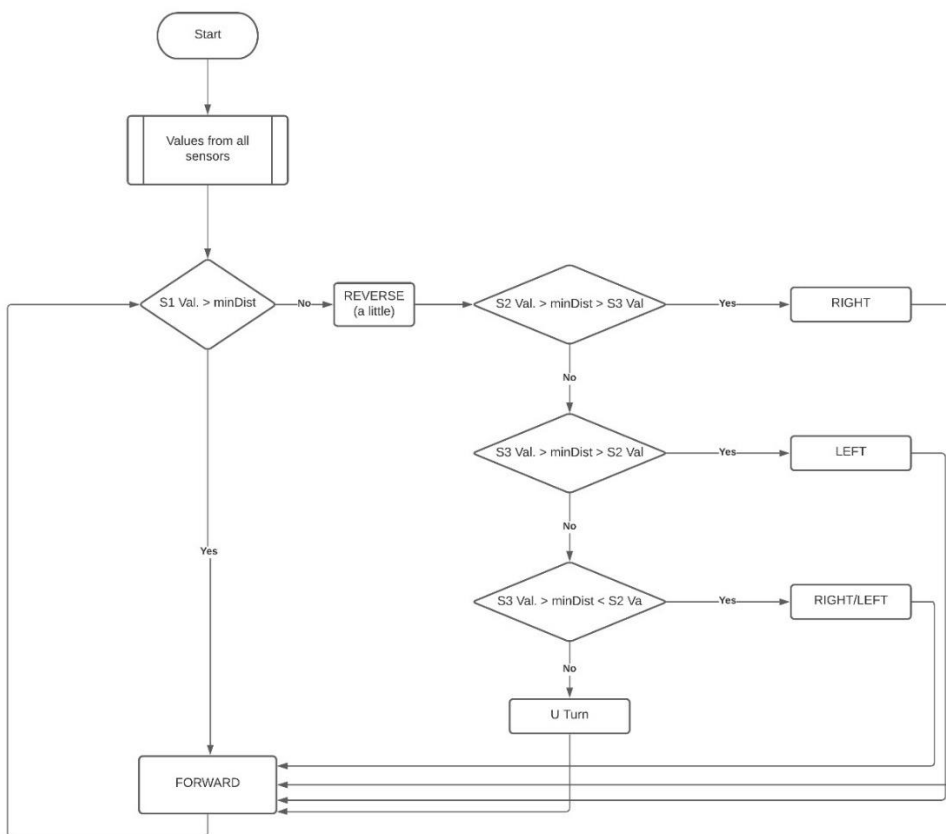 Start
Values from all
sensors
S1 Val. > minDist
No
REVERSE
(a little)
S2 Val. > minDist > S3 Val
Yes
RIGHT
No
S3 Val. > minDist > S2 Val
Yes
LEFT
No
Yes
S3 Val. > minDist < S2 Va
Yes
RIGHT/LEFT
No
U Turn
FORWARD